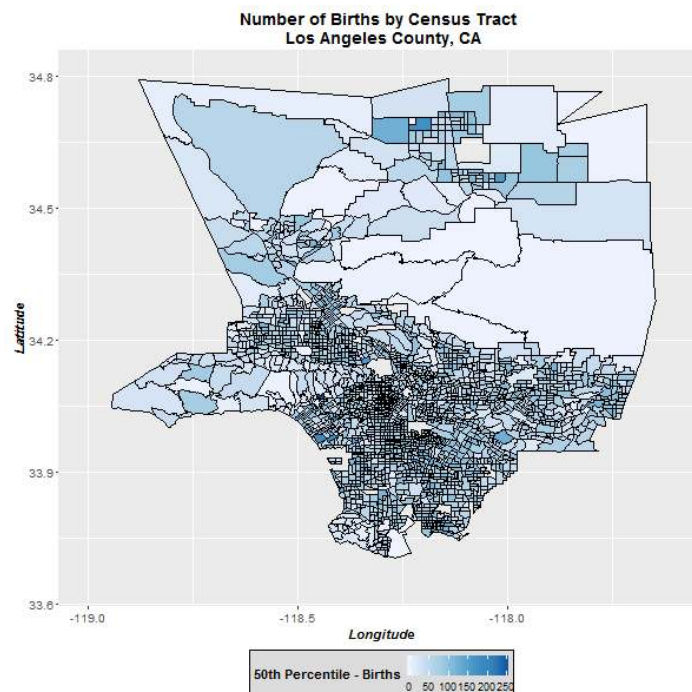 Number of Births by Census Tract
Los Angeles County, CA
34.8
34.5
34.2
33.9
33.6
Latitude
-119.0 -118.5 -118.0
Longitude
50th Percentile - Births
0 50 100 150 200 250